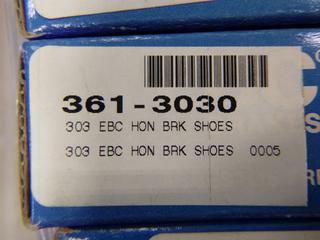 361-3030
303 EBC HON BRK SHOES
303 EBC HON BRK SHOES 0005